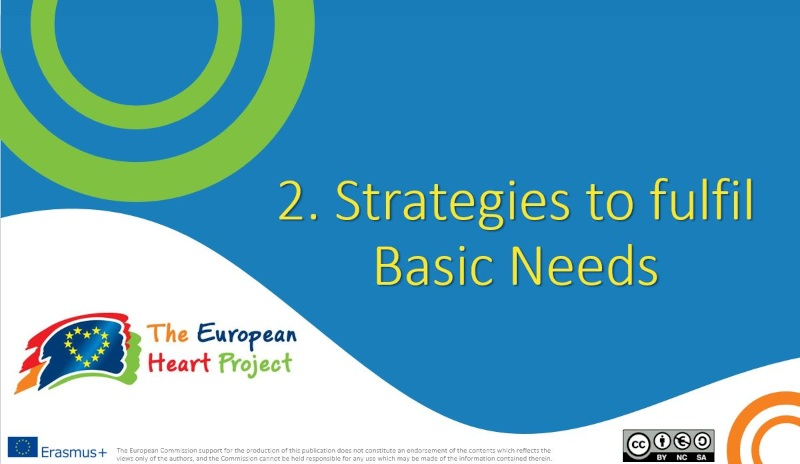 2. Strategies to fulfil
Basic Needs
The European
Heart Project
Erasmus+
The European Commission support for the production of this publication does not constitute an endorsement of the contents which reflects the
views only of the authors, and the Commission cannot be held responsible for any use which may be made of the information contained therein.
cc
BY NC SA